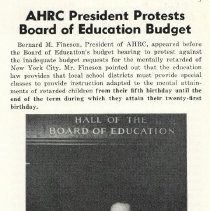 AHRC President Protests
Board of Education Budget
Bernard M. Fineson, President of AHRC, appeared before
the Board of Education's budget hearing to protest against
the inadequate budget requests for the mentally retarded of
New York City. Mr. Fineson pointed out that the education
law provides that local school districts must provide special
classes to provide instruction adapted to the mental attain-
ments of retarded children from their fifth birthday until the
end of the term during which they attain their twenty-first
birthday.
HALL OF THE
BOARD OF EDUCATION